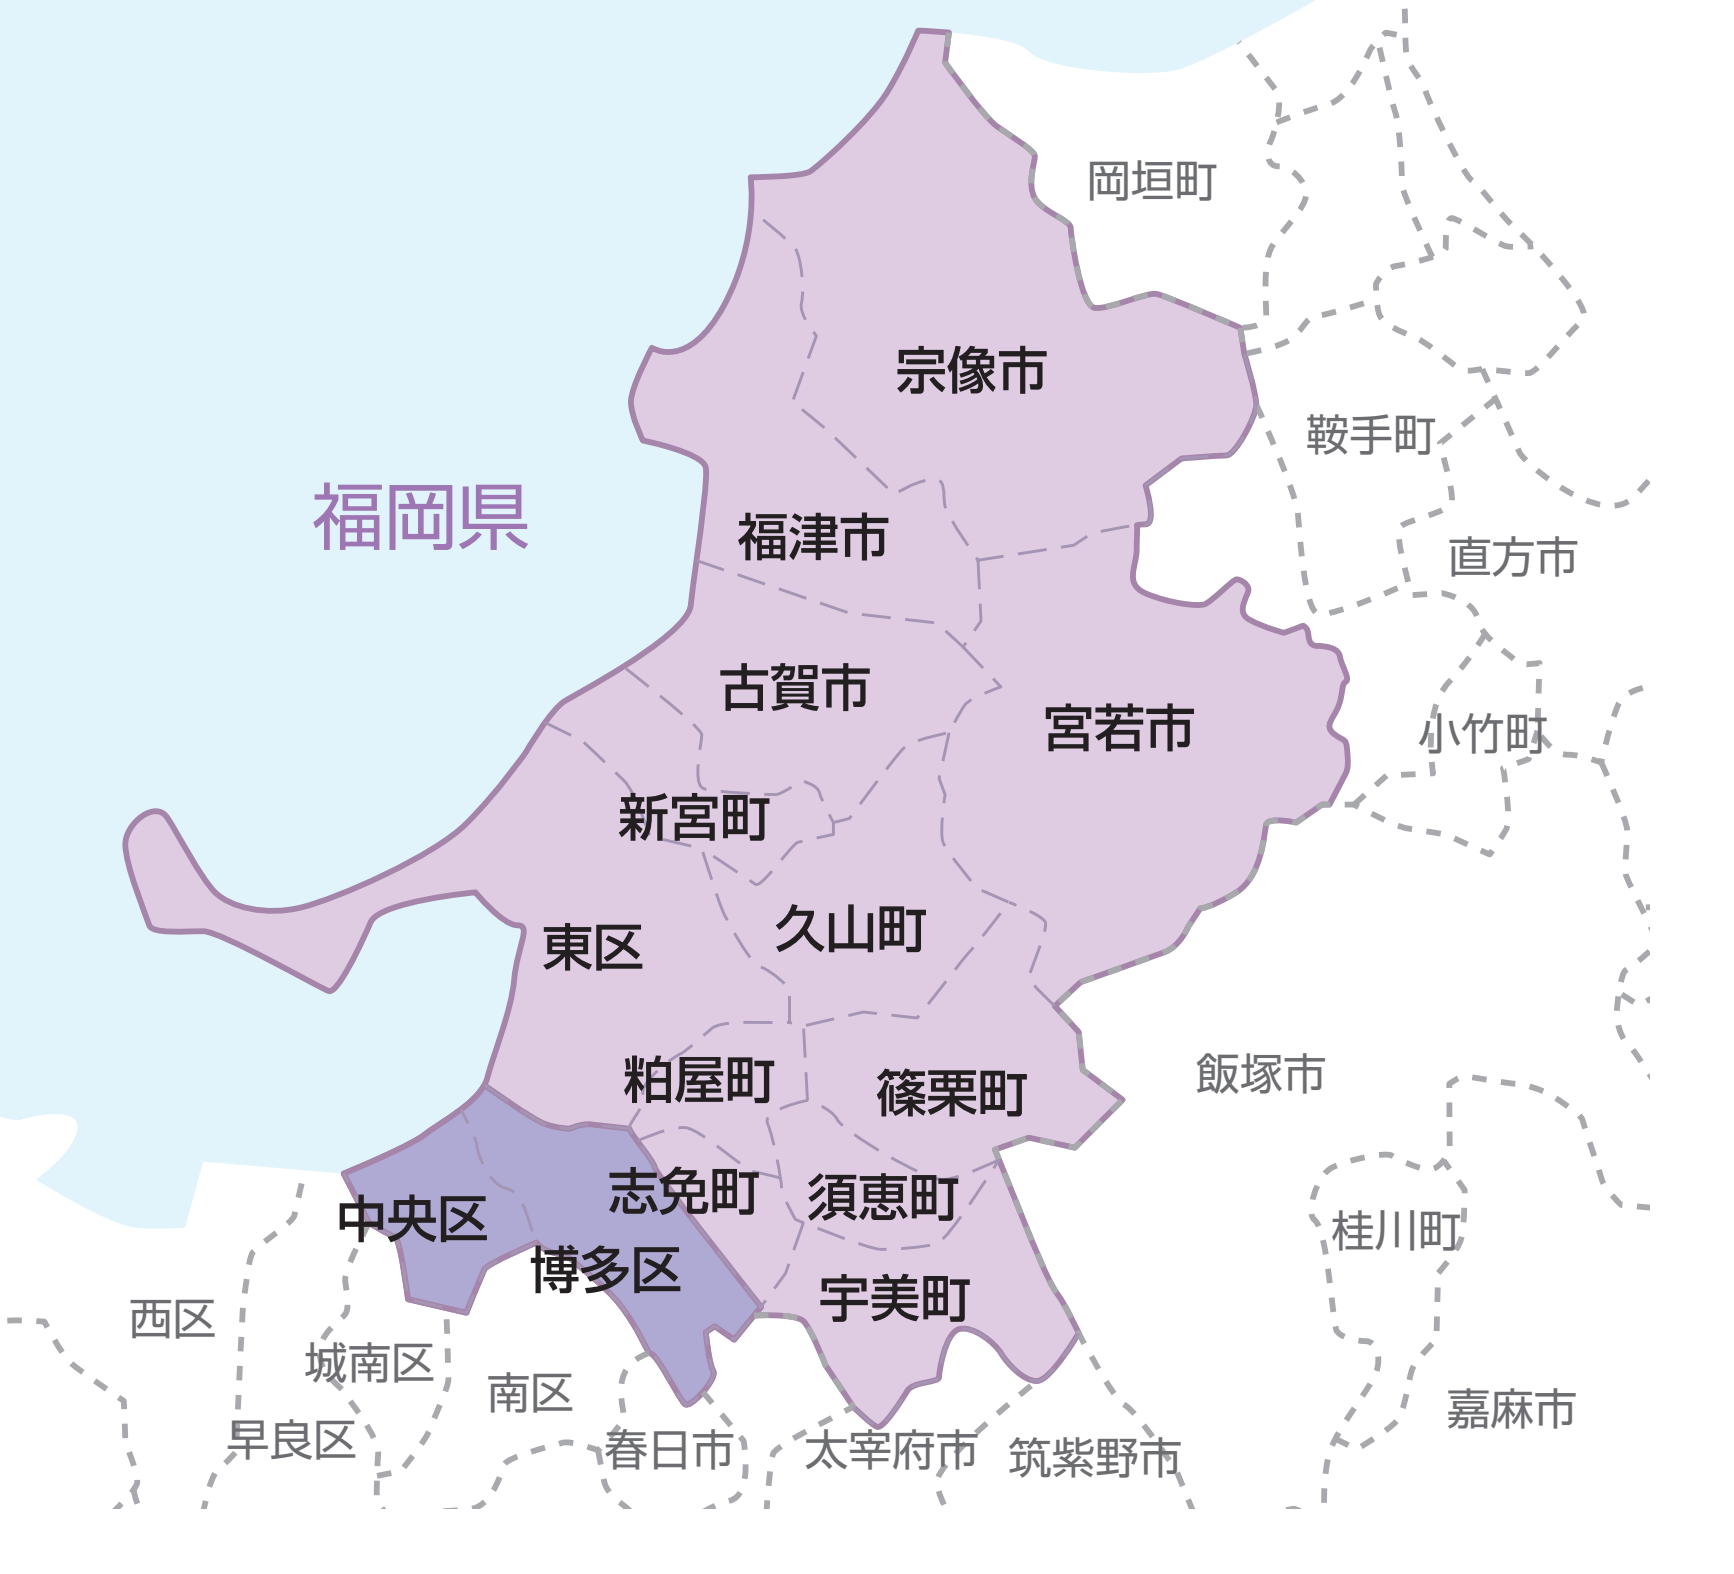 岡垣町
宗像市
鞍手町
福岡県
福津市
直方市
古賀市
宮若市
小竹町
新宮町
久山町
東区
粕屋町
篠栗町
飯塚市
志免町
須恵町
中央区
桂川町
博多区
宇美町
西区
城南区
南区
嘉麻市
早良区
春日市
太宰府市
筑紫野市